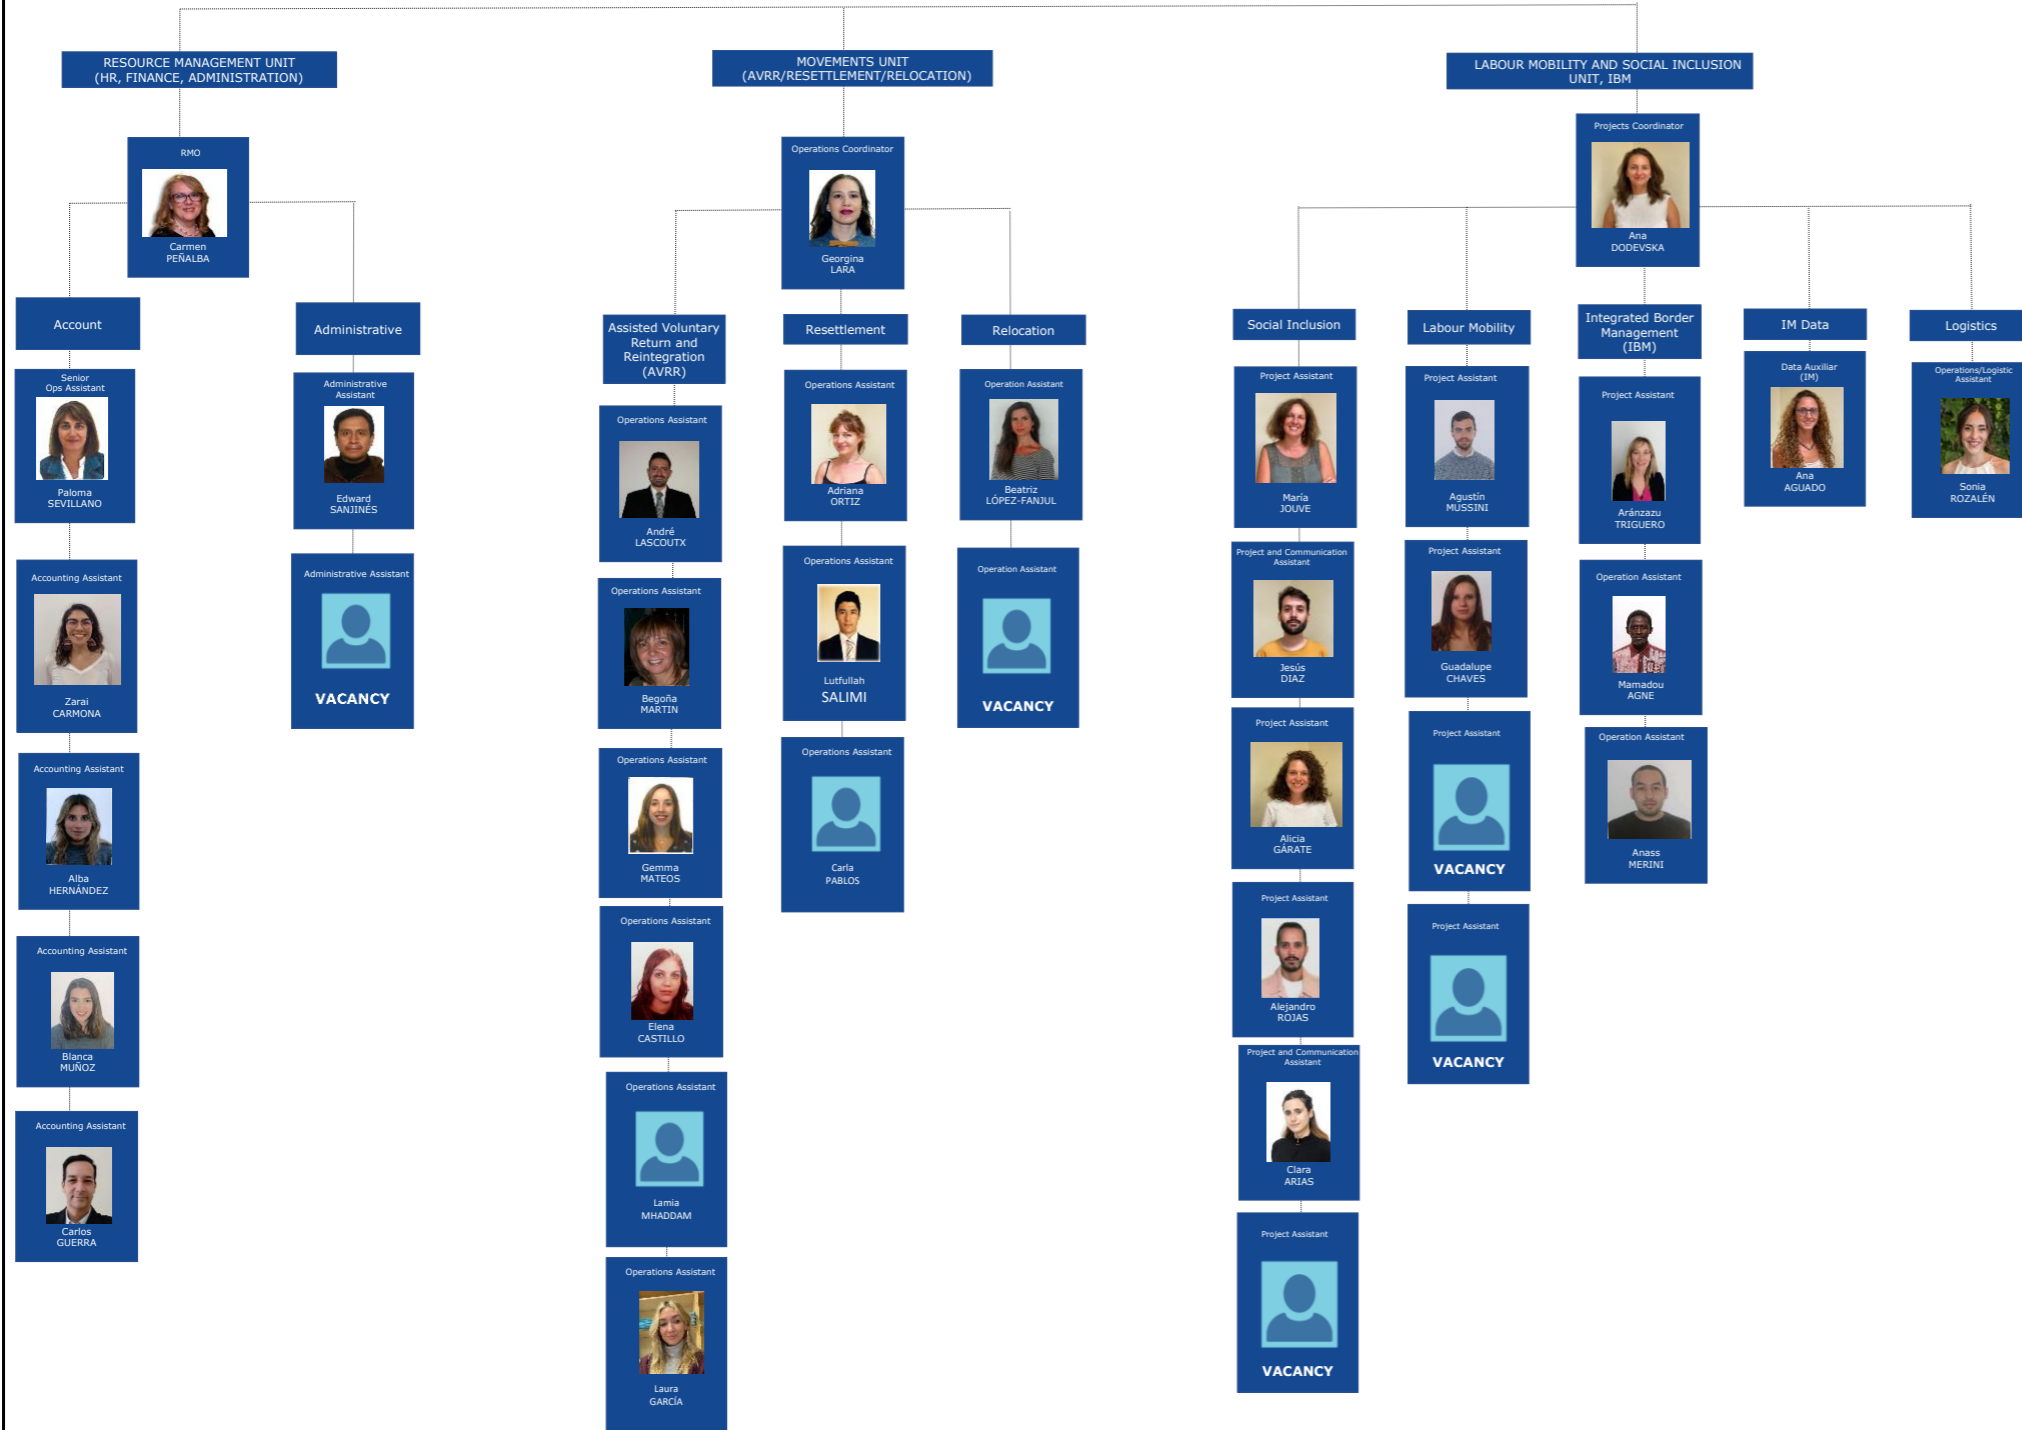 RESOURCE MANAGEMENT UNIT
(HR, FINANCE, ADMINISTRATION)
RMO
Carmen
PEÑALBA
Account
Senior
Ops Assistant
Paloma
SEVILLANO
Accounting Assistant
Zarai
CARMONA
Accounting Assistant
Alba
HERNÁNDEZ
Accounting Assistant
Blanca
MUÑOZ
Accounting Assistant
Carlos
GUERRA
Administrative
Administrative
Assistant
Edward
SANJINÉS
Administrative Assistant
VACANCY
MOVEMENTS UNIT
(AVRR/RESETTLEMENT/RELOCATION)
Operations Coordinator
Georgina
LARA
Assisted Voluntary
Return and
Reintegration
(AVRR)
Operations Assistant
André
LASCOUTX
Operations Assistant
Begoña
MARTIN
Operations Assistant
Gemma
MATEOS
Operations Assistant
Elena
CASTILLO
Operations Assistant
Lamia
MHADDAM
Operations Assistant
Laura
GARCÍA
Resettlement
Operations Assistant
Adriana
ORTIZ
Operations Assistant
Lutfullah
SALIMI
Operations Assistant
Carla
PABLOS
Relocation
Operation Assistant
Beatriz
LÓPEZ-FANJUL
Operation Assistant
VACANCY
LABOUR MOBILITY AND SOCIAL INCLUSION
UNIT, IBM
Projects Coordinator
Ana
DODEVSKA
Social Inclusion
Project Assistant
María
JOUVE
Project and Communication
Assistant
Jesús
DIAZ
Project Assistant
Alicia
GÁRATE
Project Assistant
Alejandro
ROJAS
Project and Communication
Assistant
Clara
ARIAS
Project Assistant
VACANCY
Labour Mobility
Project Assistant
Agustín
MUSSINI
Project Assistant
Guadalupe
CHAVES
Project Assistant
VACANCY
Project Assistant
VACANCY
Integrated Border
Management
(IBM)
Project Assistant
Aránzazu
TRIGUERO
Operation Assistant
Mamadou
AGNE
Operation Assistant
Anass
MERINI
IM Data
Data Auxiliar
(IM)
Ana
AGUADO
Logistics
Operations/Logistic
Assistant
Sonia
ROZALÉN